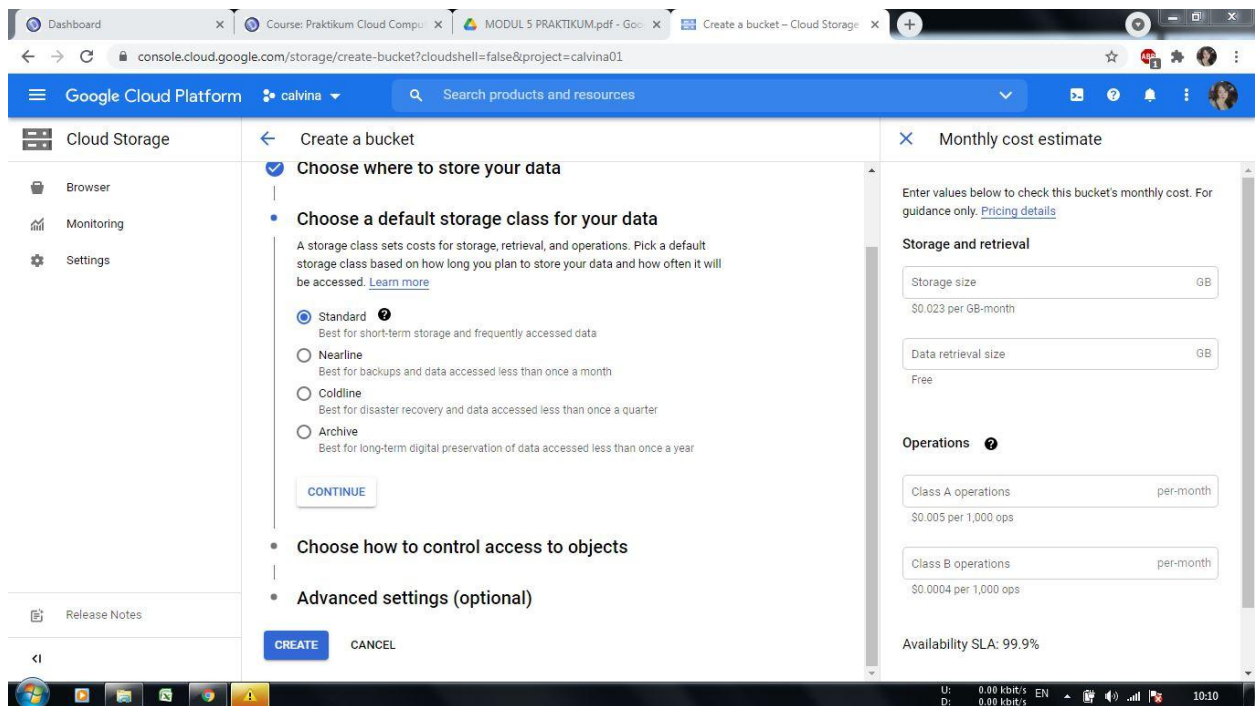 Dashboard
Course: Praktikum Cloud Comput
MODUL 5 PRAKTIKUM.pdf - Goo
Create a bucket – Cloud Storage
console.cloud.google.com/storage/create-bucket?cloudshell=false&project=calvina01
ABP
1
Google Cloud Platform
calvina
Search products and resources
Cloud Storage
Browser
Monitoring
Settings
Release Notes
Create a bucket
Choose where to store your data
Choose a default storage class for your data
A storage class sets costs for storage, retrieval, and operations. Pick a default
storage class based on how long you plan to store your data and how often it will
be accessed. Learn more
Standard
Best for short-term storage and frequently accessed data
Nearline
Best for backups and data accessed less than once a month
Coldline
Best for disaster recovery and data accessed less than once a quarter
Archive
Best for long-term digital preservation of data accessed less than once a year
CONTINUE
Choose how to control access to objects
Advanced settings (optional)
CREATE
CANCEL
Monthly cost estimate
Enter values below to check this bucket's monthly cost. For
guidance only. Pricing details
Storage and retrieval
Storage size GB
$0.023 per GB-month
Data retrieval size GB
Free
Operations
Class A operations per-month
$0.005 per 1,000 ops
Class B operations per-month
$0.0004 per 1,000 ops
Availability SLA: 99.9%
U: 0.00 kbit/s
D: 0.00 kbit/s
EN
10:10